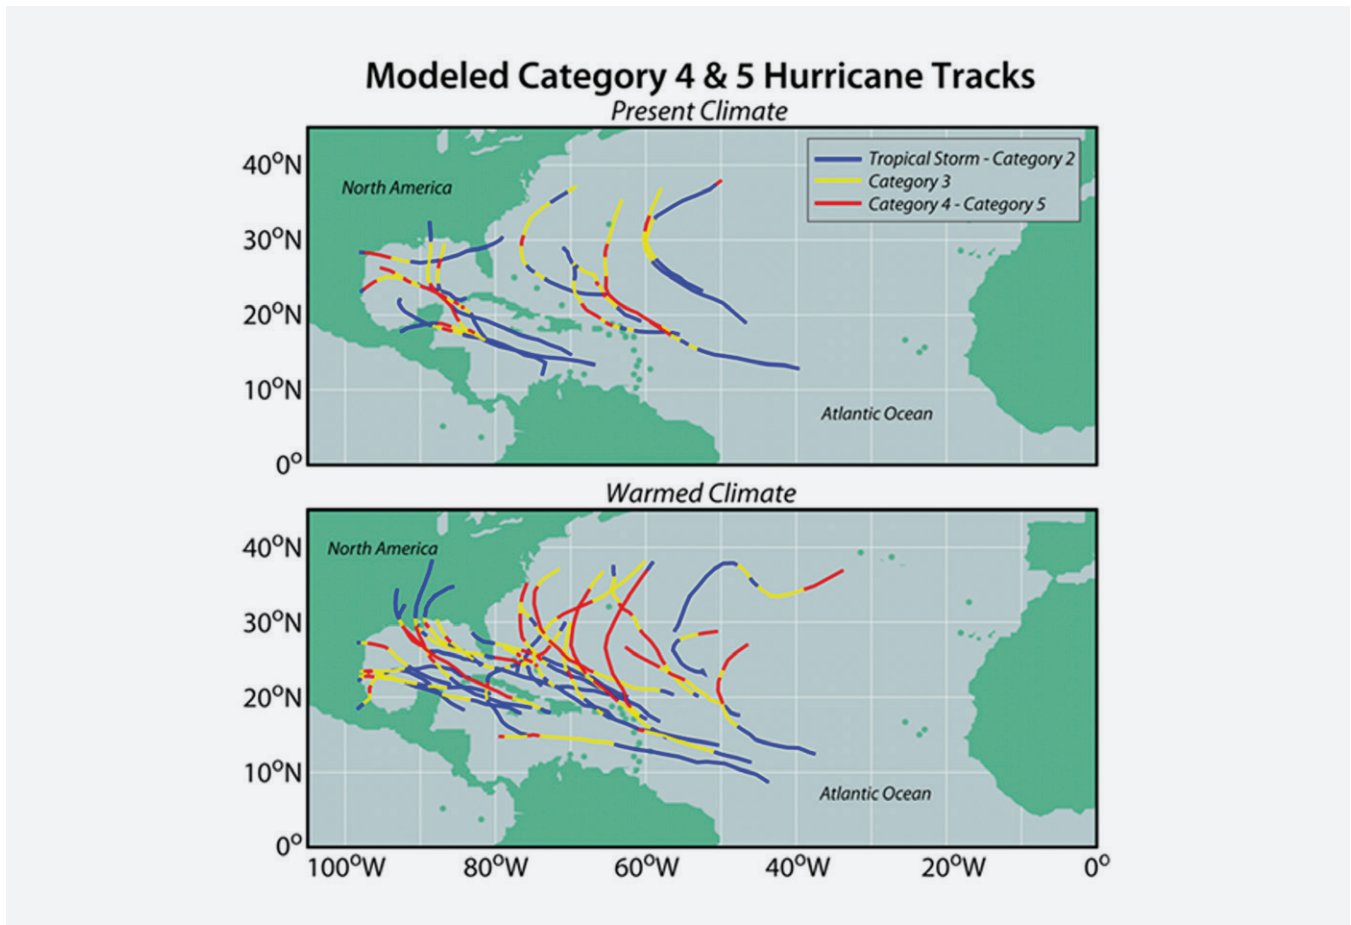 Modeled Category 4 & 5 Hurricane Tracks
Present Climate
40°N
30°N
20°N
10°N
0°
North America
Tropical Storm - Category 2
Category 3
Category 4 - Category 5
Atlantic Ocean
Warmed Climate
40°N
30°N
20°N
10°N
0°
North America
Atlantic Ocean
100°W 80°W 60°W 40°W 20°W 0°